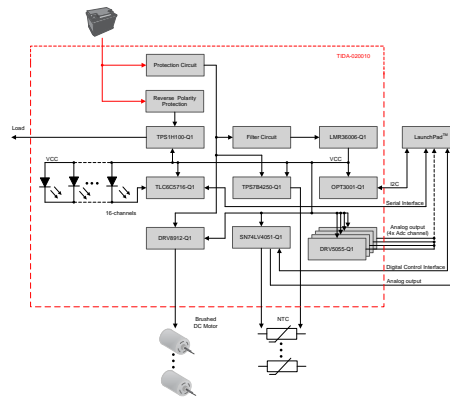 TIDA-020010
Protection Circuit
Reverse Polarity
Protection
Load
TPS1H100-Q1
Filter Circuit
LMR36006-Q1
LaunchPad™
VCC
VCC
TLC6C5716-Q1
TPS7B4250-Q1
OPT3001-Q1
I2C
Serial Interface
16-channels
Analog output
(4x Adc channel)
DRV8912-Q1
SN74LV4051-Q1
DRV5055-Q1
Digital Control Interface
Analog output
Brushed
DC Motor
NTC